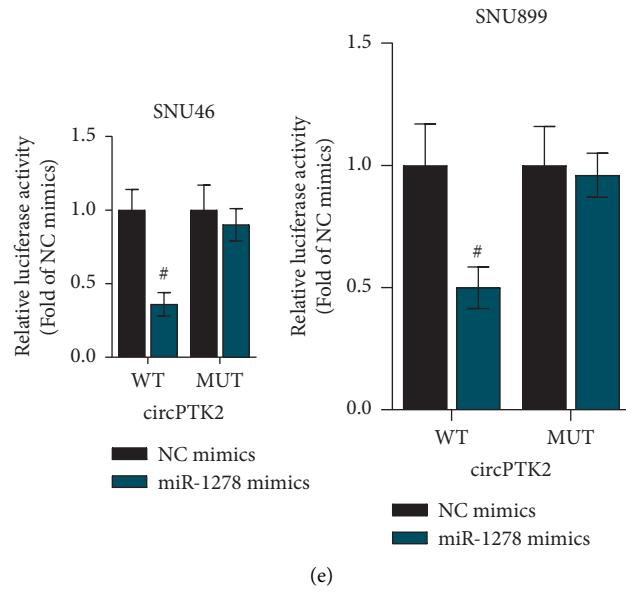 SNU46
Relative luciferase activity
(Fold of NC mimics)
1.5
1.0
0.5
0.0
#
WT
MUT
circPTK2
NC mimics
miR-1278 mimics
SNU899
Relative luciferase activity
(Fold of NC mimics)
1.5
1.0
0.5
0.0
#
WT
MUT
circPTK2
NC mimics
miR-1278 mimics
(e)